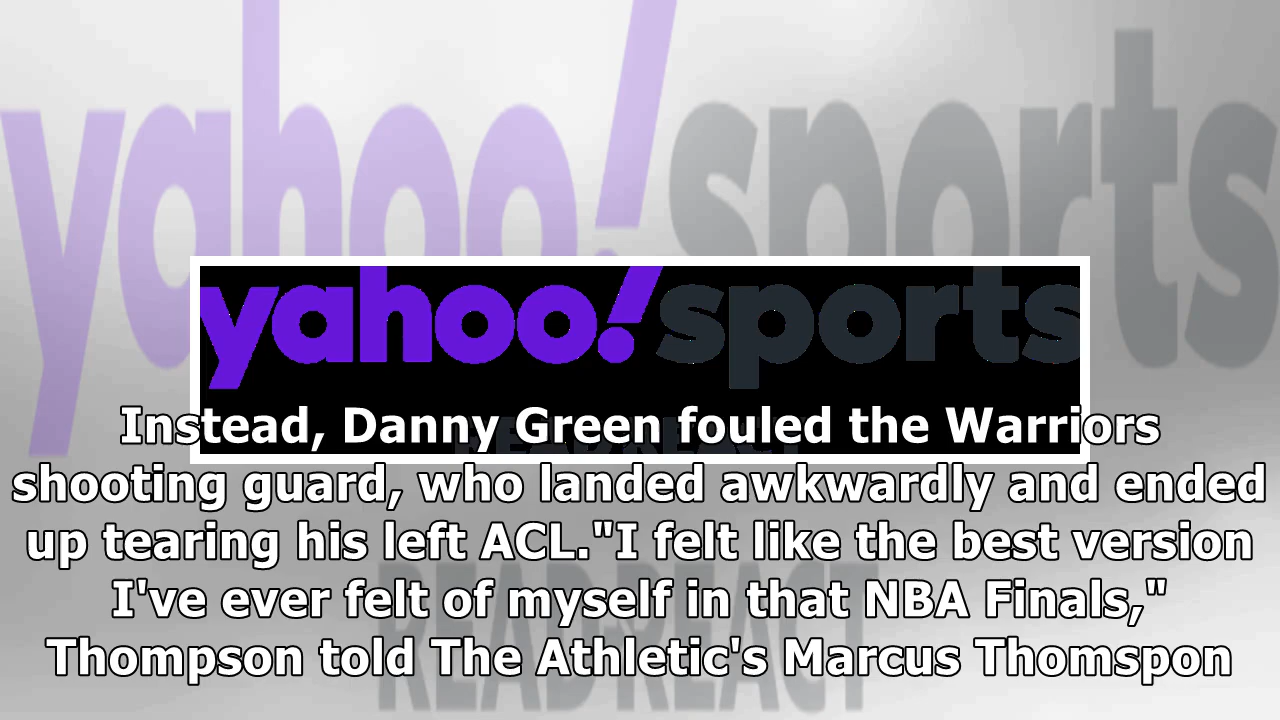 yahoo!sports
yahoo!sports
Instead, Danny Green fouled the Warriors
shooting guard, who landed awkwardly and ended
up tearing his left ACL."I felt like the best version
I've ever felt of myself in that NBA Finals,"
Thompson told The Athletic's Marcus Thomspon
READ REACT